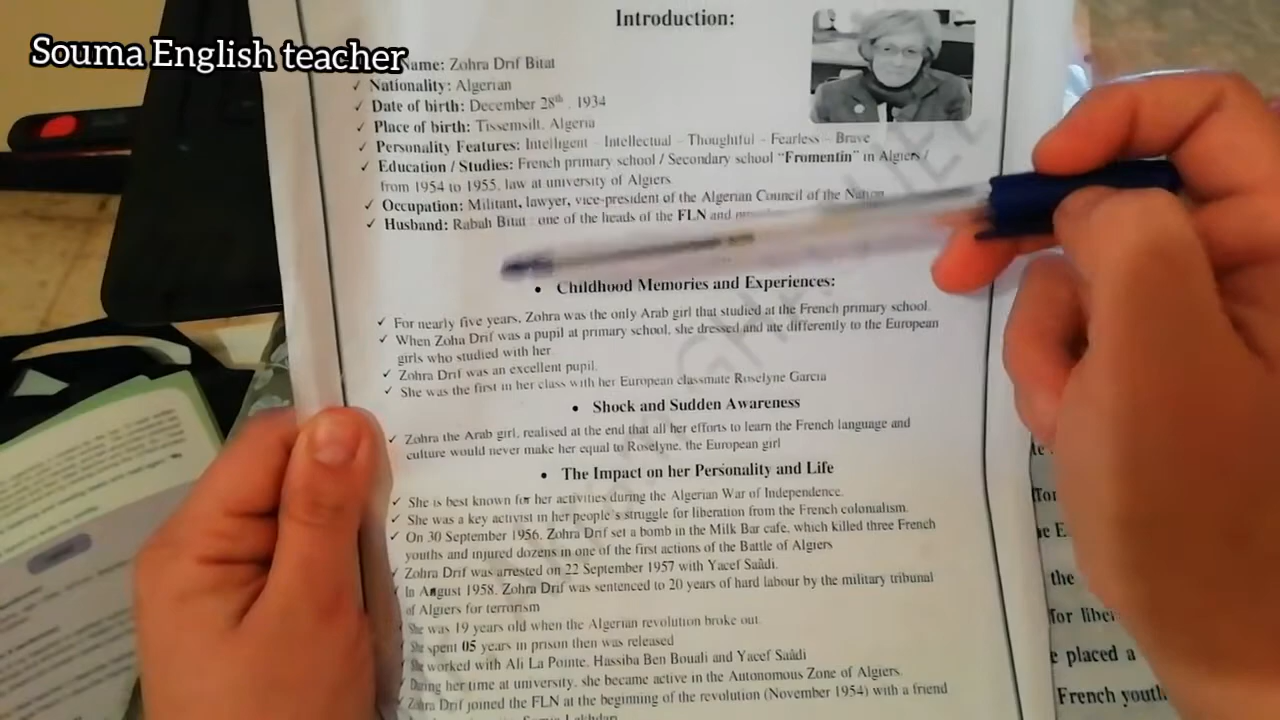 Souma English teacher
Introduction:
Name: Zohra Drif Bitat
✓ Nationality: Algerian
✓ Date of birth: December 28th . 1934
✓ Place of birth: Tissemsilt, Algeria
✓ Personality Features: Intelligent - Intellectual - Thoughtful - Fearless - Brave
✓ Education / Studies: French primary school / Secondary school "Fromentin" in Algiers /
from 1954 to 1955, law at university of Algiers.
✓ Occupation: Militant, lawyer, vice-president of the Algerian Council of the Nation
✓ Husband: Rabah Bitat : one of the heads of the FLN and
• Childhood Memories and Experiences:
✓ For nearly five years, Zohra was the only Arab girl that studied at the French primary school.
✓ When Zoha Drif was a pupil at primary school, she dressed and ate differently to the European
girls who studied with her
✓ Zohra Drif was an excellent pupil.
✓ She was the first in her class with her European classmate Roselyne Garcia
• Shock and Sudden Awareness
✓ Zohra the Arab girl, realised at the end that all her efforts to learn the French language and
culture would never make her equal to Roselyne, the European girl
• The Impact on her Personality and Life
✓ She is best known for her activities during the Algerian War of Independence.
✓ She was a key activist in her people's struggle for liberation from the French colonialism.
✓ On 30 September 1956, Zohra Drif set a bomb in the Milk Bar cafe, which killed three French
youths and injured dozens in one of the first actions of the Battle of Algiers
✓ Zohra Drif was arrested on 22 September 1957 with Yacef Saâdi.
✓ In August 1958, Zohra Drif was sentenced to 20 years of hard labour by the military tribunal
of Algiers for terrorism
✓ She was 19 years old when the Algerian revolution broke out.
✓ She spent 05 years in prison then was released
✓ She worked with Ali La Pointe, Hassiba Ben Bouali and Yacef Saâdi
✓ During her time at university, she became active in the Autonomous Zone of Algiers.
✓ Zohra Drif joined the FLN at the beginning of the revolution (November 1954) with a friend
Lakhdari
the
for liber
placed a
French youth